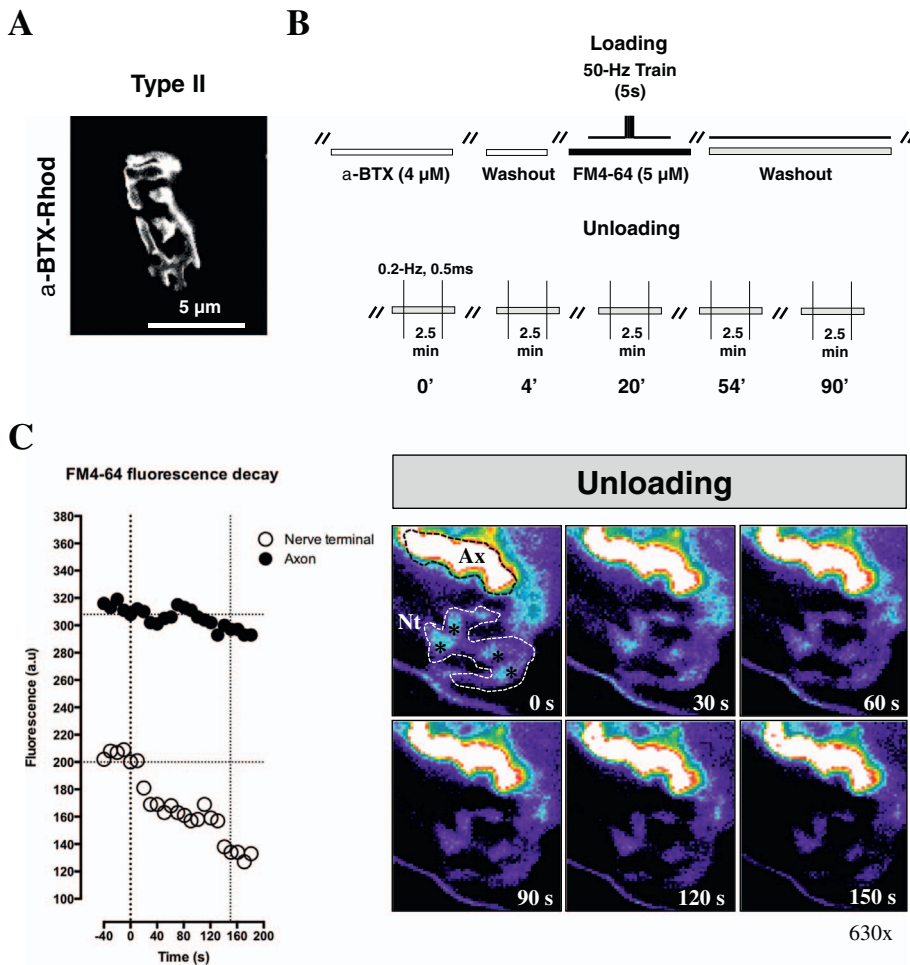 A
Type II
a-BTX-Rhod
5 μm
B
Loading
50-Hz Train
(5s)
a-BTX (4 μM)
Washout
FM4-64 (5 μM)
Washout
Unloading
0.2-Hz, 0.5ms
2.5
min
2.5
min
2.5
min
2.5
min
2.5
min
0’
4’
20’
54’
90’
C
FM4-64 fluorescence decay
Nerve terminal
Axon
Fluorescence (a.u)
380
360
340
320
300
280
260
240
220
200
180
160
140
120
100
-40
0
40
80
120
160
200
Time (s)
Unloading
Ax
Nt
* * * *
0 s
30 s
60 s
90 s
120 s
150 s
630x